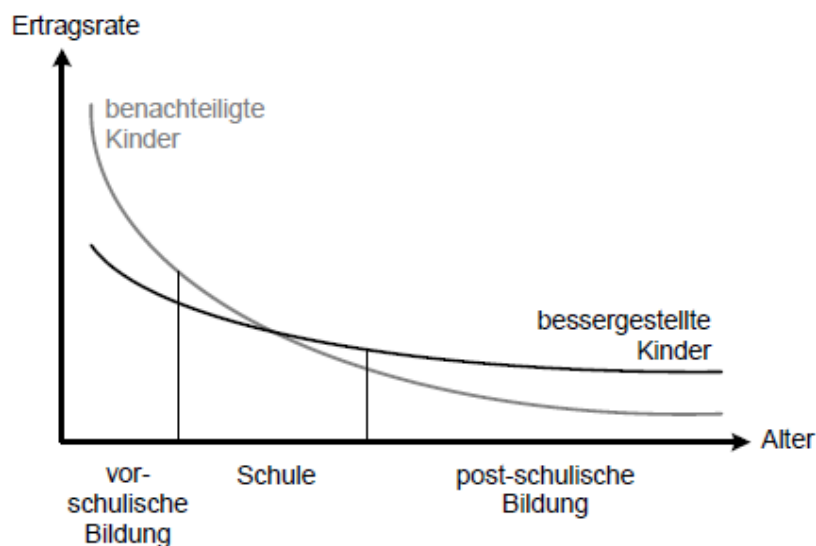 Ertragsrate
benachteiligte
Kinder
bessergestellte
Kinder
Alter
vor-
schulische
Bildung
Schule
post-schulische
Bildung